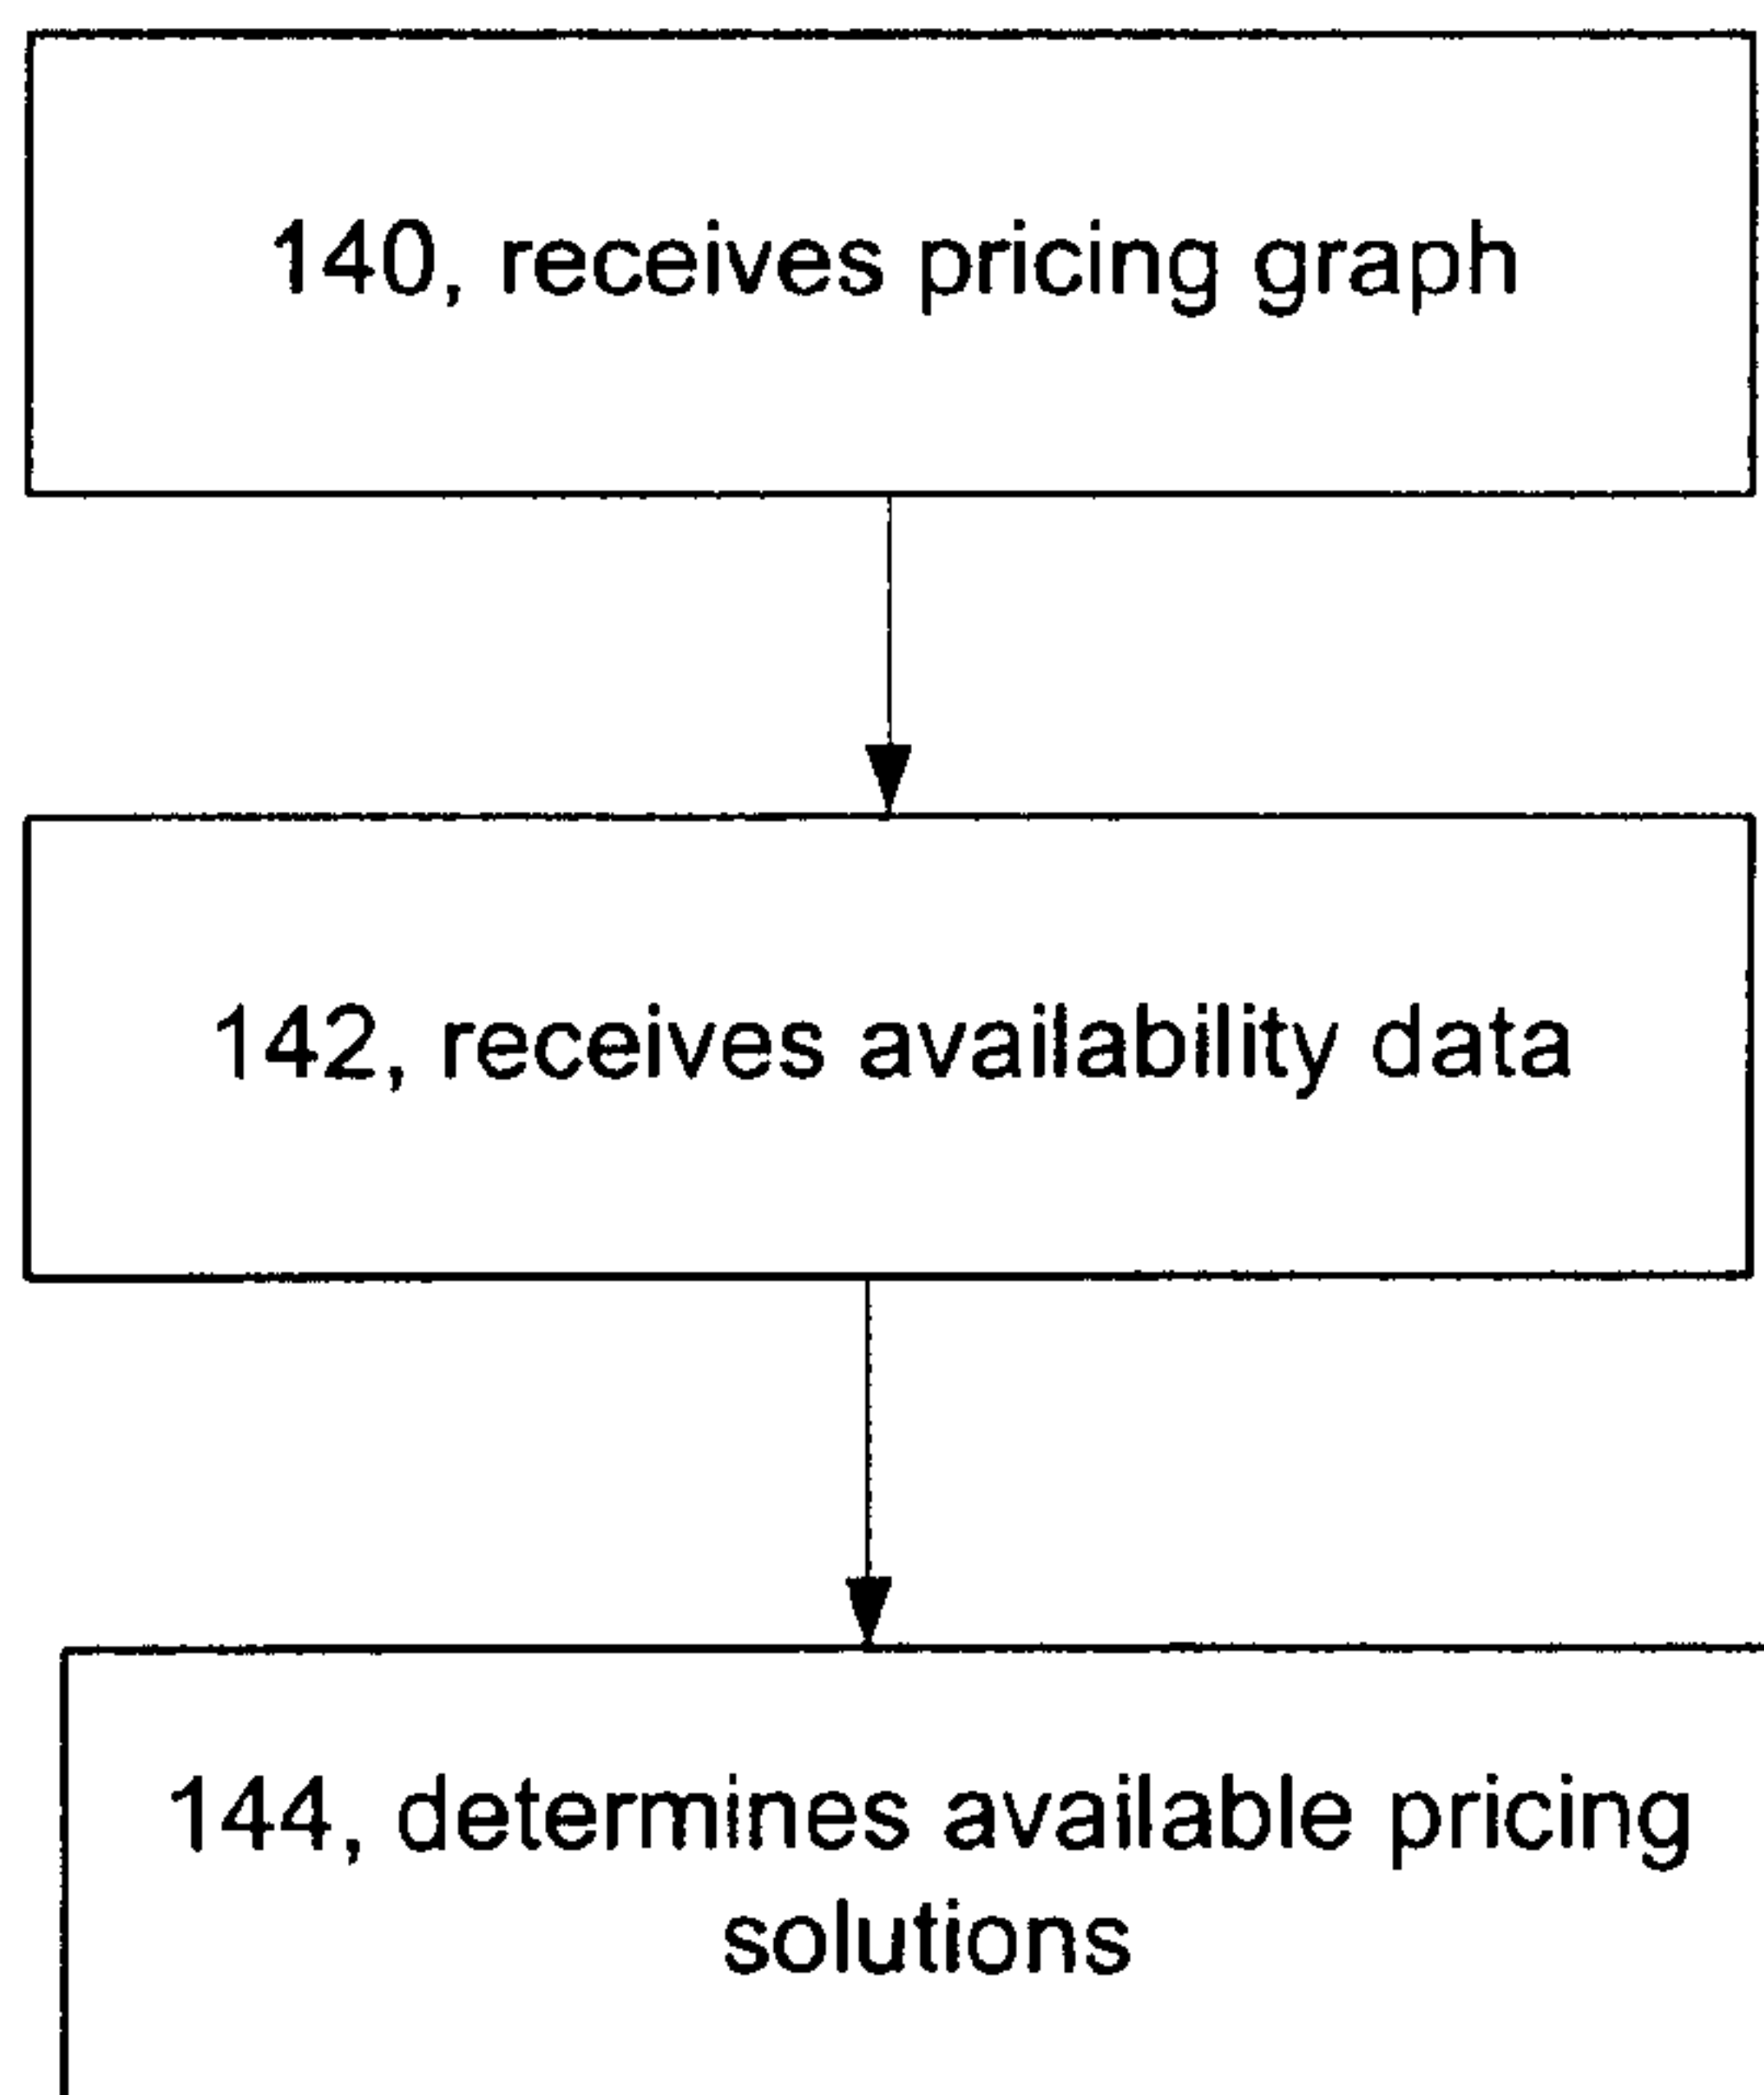 140, receives pricing graph
142, receives availability data
144, determines available pricing
solutions